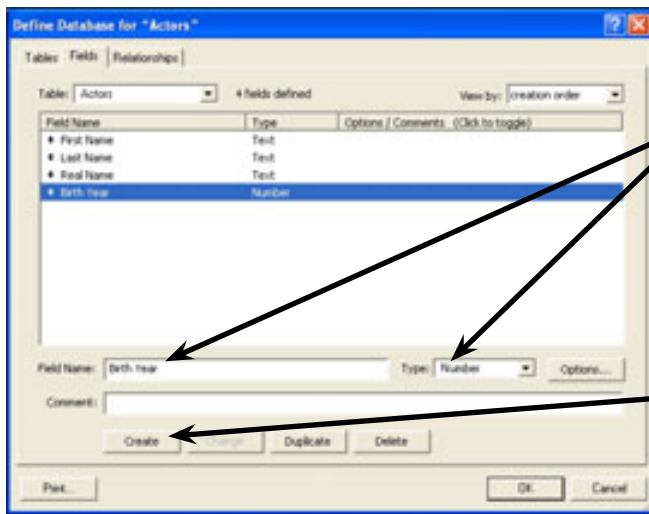 Define Database for "Actors"
Tables Fields Relationships
Table: Actors 4 fields defined View by: creation order
Field Name Type Options / Comments (Click to toggle)
First Name Text
Last Name Text
Real Name Text
Birth Year Number
Field Name: Birth Year Type: Number Options...
Comment:
Create Change Duplicate Delete
Print... OK Cancel